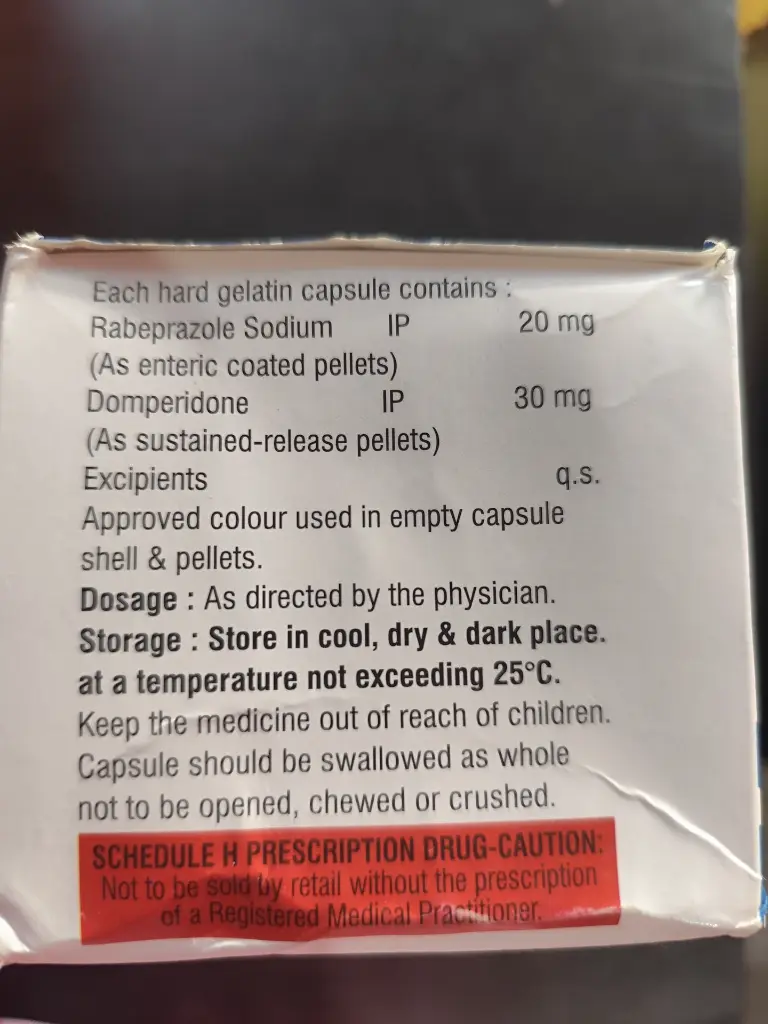 Each hard gelatin capsule contains :
Rabeprazole Sodium IP 20 mg
(As enteric coated pellets)
Domperidone IP 30 mg
(As sustained-release pellets)
Excipients q.s.
Approved colour used in empty capsule
shell & pellets.
Dosage : As directed by the physician.
Storage : Store in cool, dry & dark place.
at a temperature not exceeding 25°C.
Keep the medicine out of reach of children.
Capsule should be swallowed as whole
not to be opened, chewed or crushed.
SCHEDULE H PRESCRIPTION DRUG-CAUTION:
Not to be sold by retail without the prescription
of a Registered Medical Practitioner.